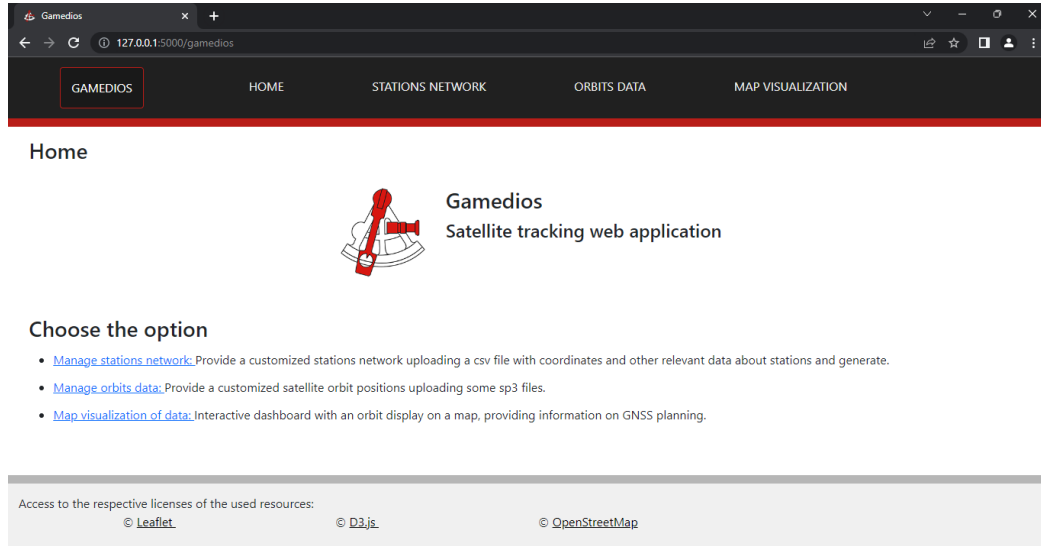 Gamedios
127.0.0.1:5000/gamedios
GAMEDIOS HOME STATIONS NETWORK ORBITS DATA MAP VISUALIZATION
Home
Gamedios
Satellite tracking web application
Choose the option
Manage stations network: Provide a customized stations network uploading a csv file with coordinates and other relevant data about stations and generate.
Manage orbits data: Provide a customized satellite orbit positions uploading some sp3 files.
Map visualization of data: Interactive dashboard with an orbit display on a map, providing information on GNSS planning.
Access to the respective licenses of the used resources:
© Leaflet © D3.js © OpenStreetMap